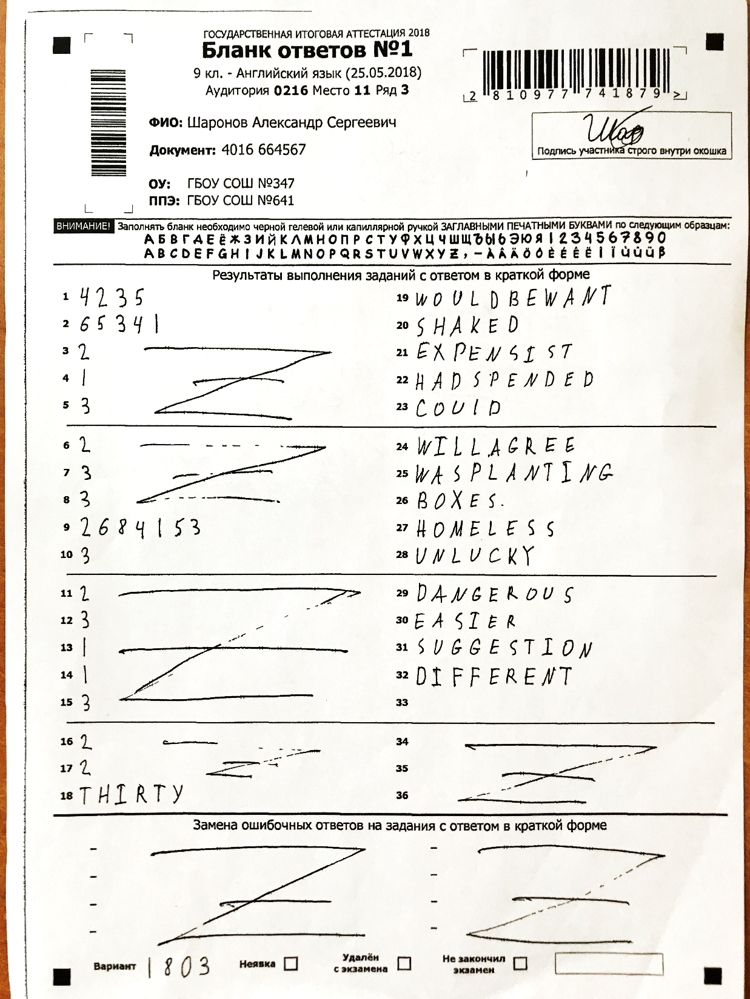 ГОСУДАРСТВЕННАЯ ИТОГОВАЯ АТТЕСТАЦИЯ 2018
Бланк ответов №1
9 кл. - Английский язык (25.05.2018)
Аудитория 0216 Место 11 Ряд 3
2 810977 741879 >
ФИО: Шаронов Александр Сергеевич
Документ: 4016 664567
Подпись участника строго внутри окошка
ОУ: ГБОУ СОШ №347
ППЭ: ГБОУ СОШ №641
ВНИМАНИЕ! Заполнять бланк необходимо черной гелевой или капиллярной ручкой ЗАГЛАВНЫМИ ПЕЧАТНЫМИ БУКВАМИ по следующим образцам:
АБВГДЕЁЖЗИЙКЛМНОПРСТУФХЦЧШЩЪЫЬЭЮЯ1234567890
ABCDEFGHIJKLMNOPQRSTUVWXYZ,-
Результаты выполнения заданий с ответом в краткой форме
1 4235
2 65341
3 2
4 1
5 3
6 2
7 3
8 3
9 2684153
10 3
11 2
12 3
13 1
14 1
15 3
16 2
17 2
18 THIRTY
19 WOULDBEWANT
20 SHAKED
21 EXPENSIST
22 HADSPENDED
23 COUID
24 WILLAGREE
25 WASPLANTING
26 BOXES.
27 HOMELESS
28 UNLUCKY
29 DANGEROUS
30 EASIER
31 SUGGESTION
32 DIFFERENT
33
34
35
36
Замена ошибочных ответов на задания с ответом в краткой форме
Вариант 1803 Неявка Удалён с экзамена Не закончил экзамен